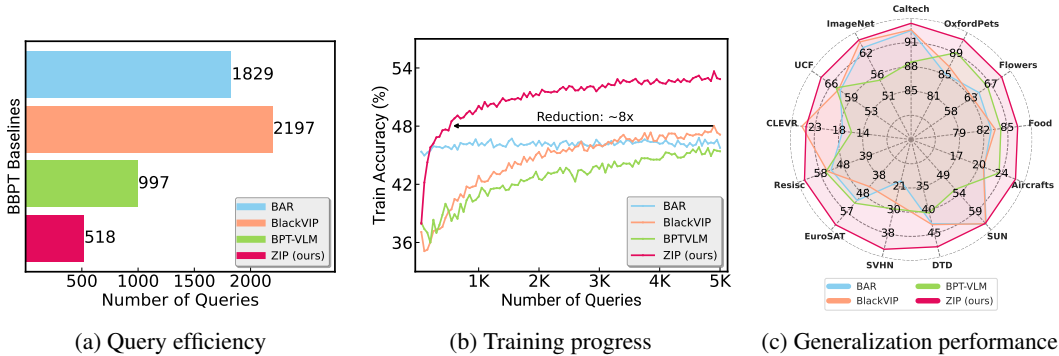 BBPT Baselines
1829
2197
997
518
BAR
BlackVIP
BPT-VLM
ZIP (ours)
500 1000 1500 2000
Number of Queries
(a) Query efficiency
Train Accuracy (%)
54
48
42
36
Reduction: ~8x
BAR
BlackVIP
BPTVLM
ZIP (ours)
1K 2K 3K 4K 5K
Number of Queries
(b) Training progress
Caltech
ImageNet OxfordPets
UCF Flowers
CLEVR Food
Resisc Aircrafts
EuroSAT SUN
SVHN DTD
91 88 85
89 85 81
67 63 58
85 82 79
24 20 17
59 54 49
45 40 35
38 30 21
57 48 39
58 48 39
23 18 14
66 59 53
62 56 51
BAR BPT-VLM
BlackVIP ZIP (ours)
(c) Generalization performance